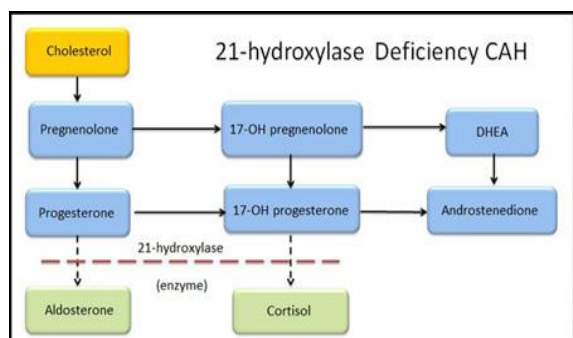 21-hydroxylase Deficiency CAH
Cholesterol
Pregnenolone
17-OH pregnenolone
DHEA
Progesterone
17-OH progesterone
Androstenedione
21-hydroxylase
(enzyme)
Aldosterone
Cortisol